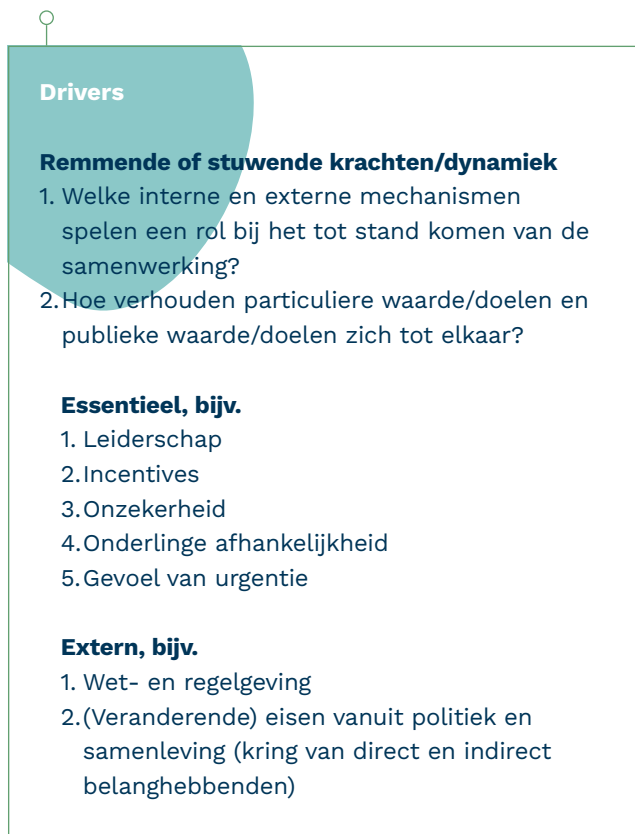 Drivers
Remmende of stuwende krachten/dynamiek
1. Welke interne en externe mechanismen
spelen een rol bij het tot stand komen van de
samenwerking?
2. Hoe verhouden particuliere waarde/doelen en
publieke waarde/doelen zich tot elkaar?
Essentieel, bijv.
1. Leiderschap
2. Incentives
3. Onzekerheid
4. Onderlinge afhankelijkheid
5. Gevoel van urgentie
Extern, bijv.
1. Wet- en regelgeving
2. (Veranderende) eisen vanuit politiek en
samenleving (kring van direct en indirect
belanghebbenden)